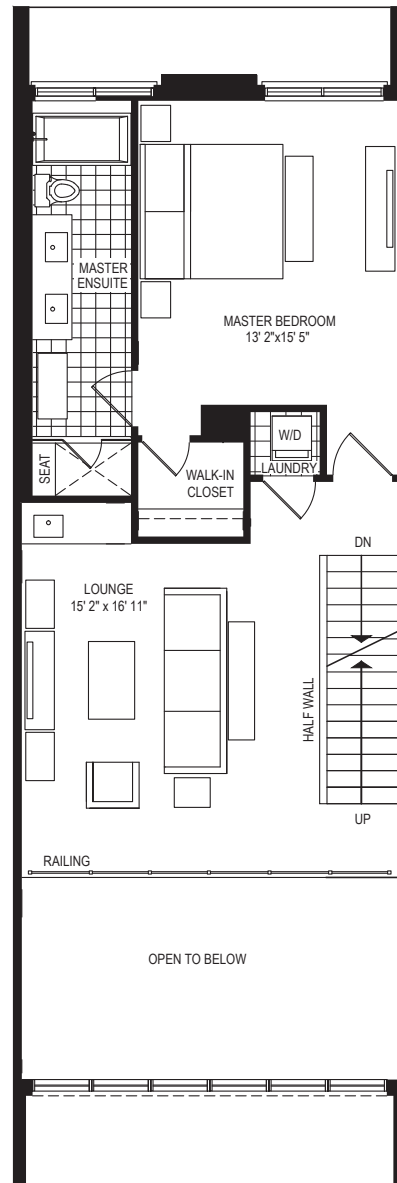 MASTER
ENSUITE
MASTER BEDROOM
13' 2"x15' 5"
W/D
LAUNDRY
SEAT
WALK-IN
CLOSET
DN
LOUNGE
15' 2" x 16' 11"
HALF WALL
UP
RAILING
OPEN TO BELOW